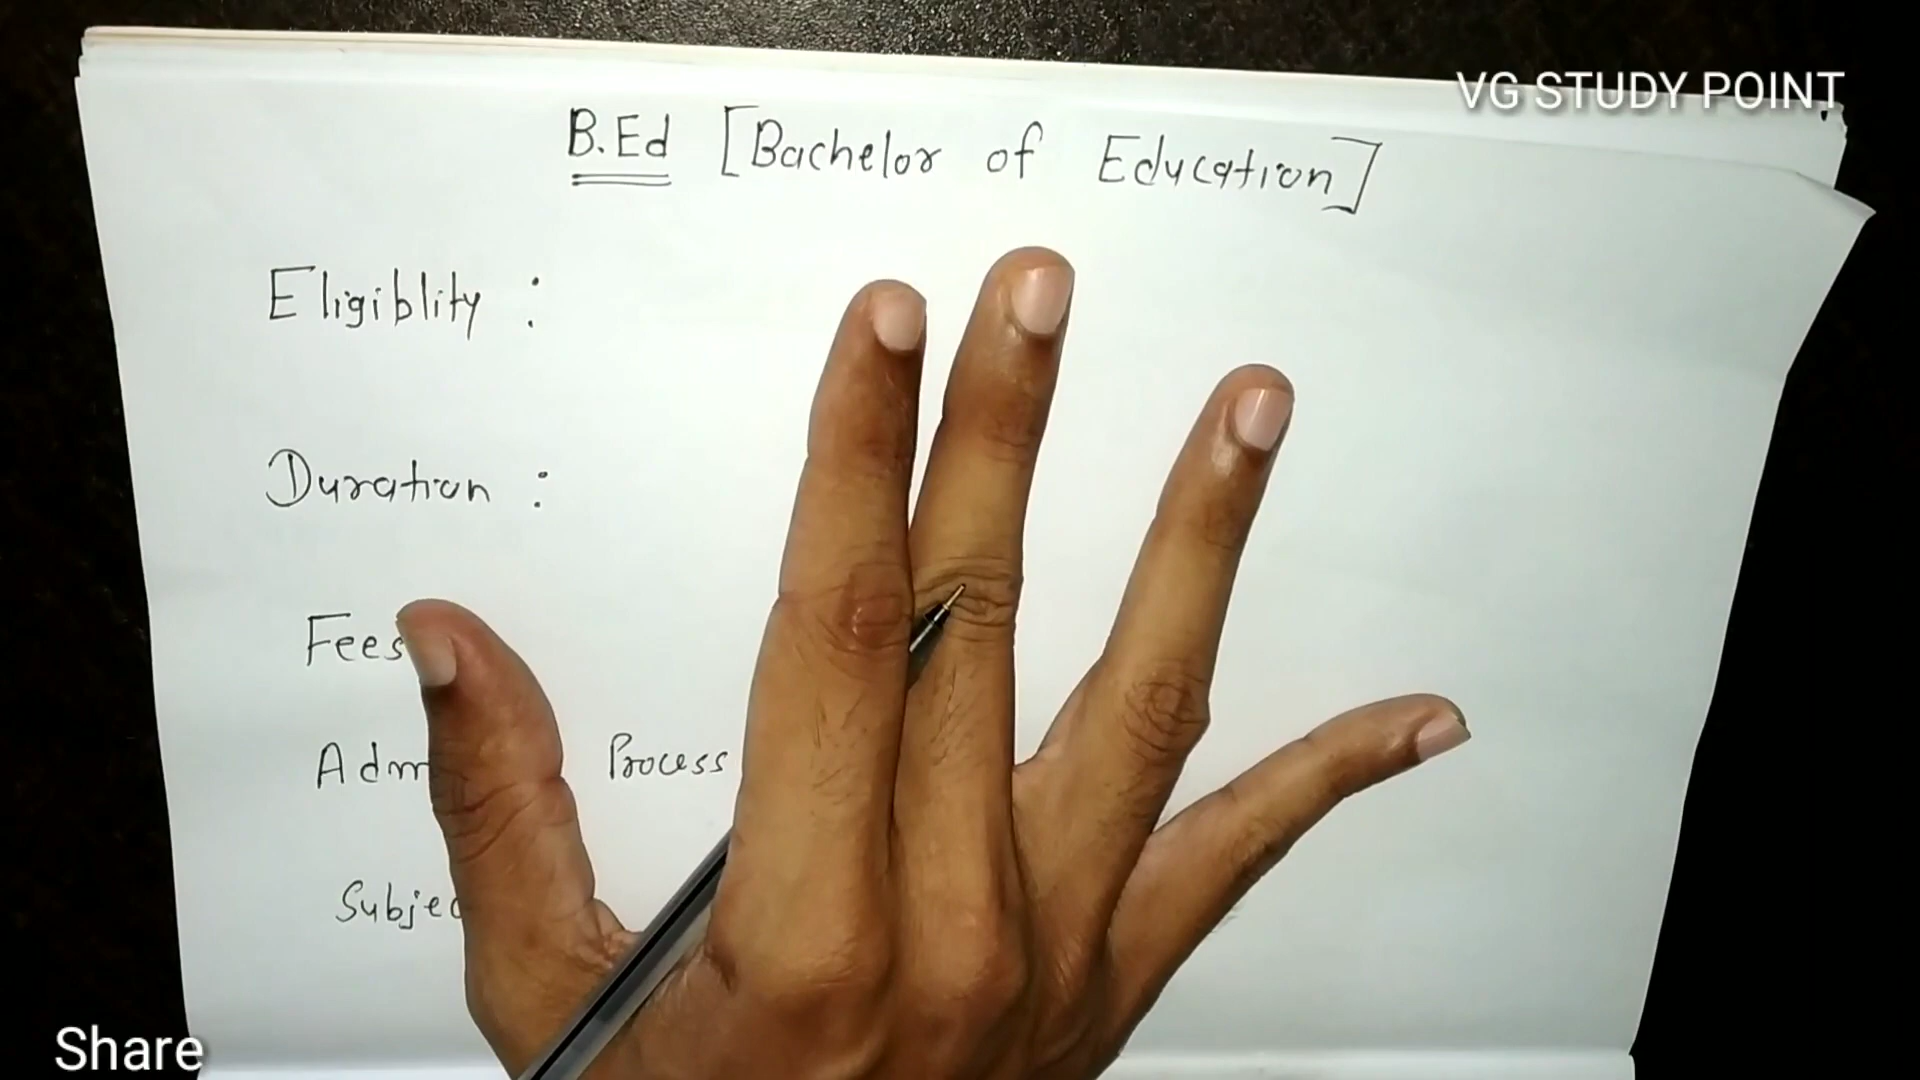 VG STUDY POINT
B.Ed [Bachelor of Education]
Eligiblity :
Duration :
Fees
Process
Share